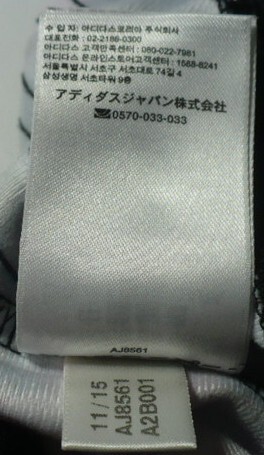 수 입 자: 아디다스코리아 주식회사
대표전화 : 02-2186-0300
아디다스 고객만족센터: 080-022-7981
아디다스 온라인스토어고객센터 : 1588-8241
서울특별시 서초구 서초대로 74길 4
삼성생명 서초타워 9층
アディダスジャパン株式会社
0570-033-033
AJ8561
11/15
AJ8561
A2B001